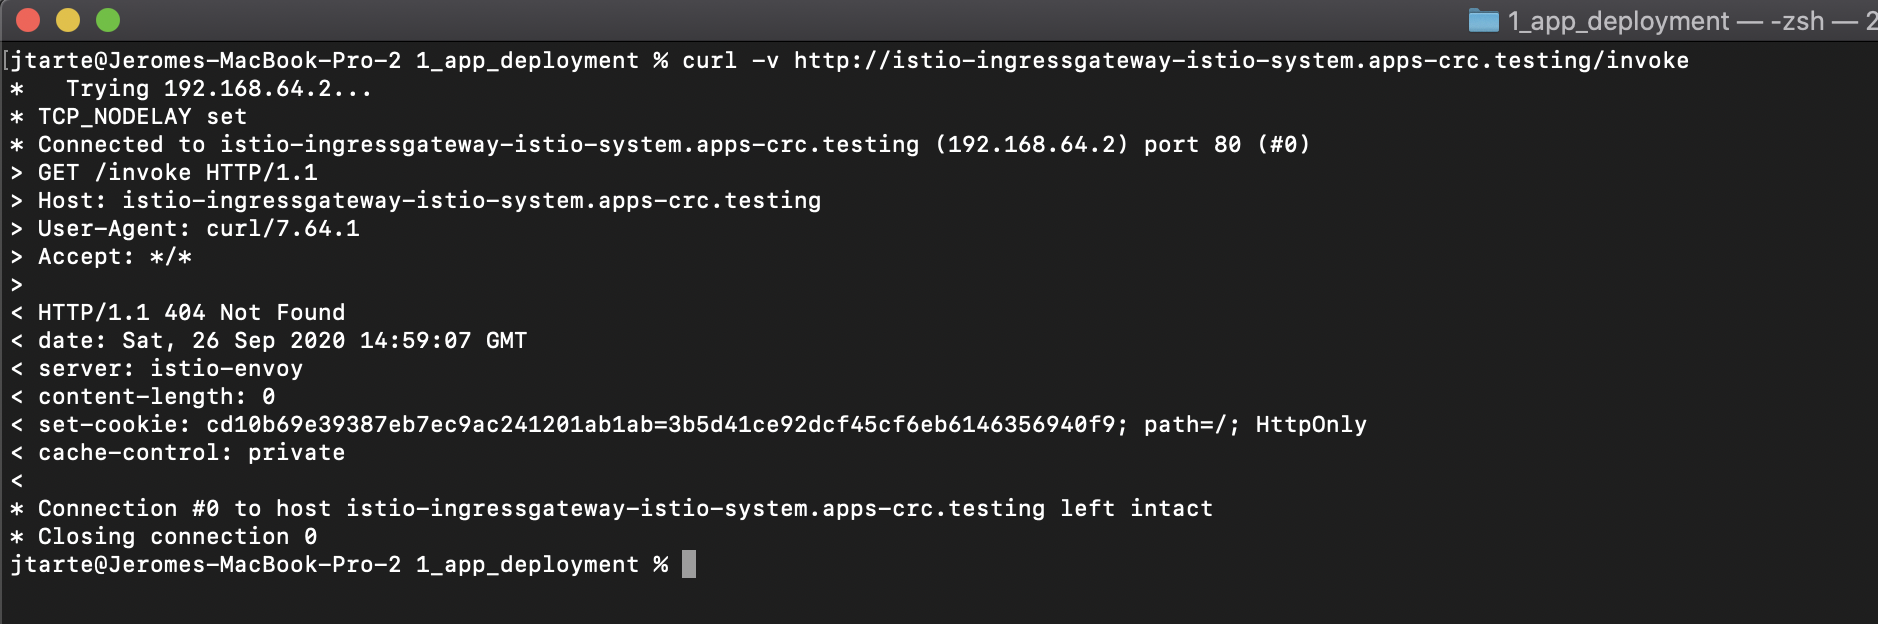 1_app_deployment — -zsh — 2
[jtarte@Jeromes-MacBook-Pro-2 1_app_deployment % curl -v http://istio-ingressgateway-istio-system.apps-crc.testing/invoke
*   Trying 192.168.64.2...
* TCP_NODELAY set
* Connected to istio-ingressgateway-istio-system.apps-crc.testing (192.168.64.2) port 80 (#0)
> GET /invoke HTTP/1.1
> Host: istio-ingressgateway-istio-system.apps-crc.testing
> User-Agent: curl/7.64.1
> Accept: */*
>
< HTTP/1.1 404 Not Found
< date: Sat, 26 Sep 2020 14:59:07 GMT
< server: istio-envoy
< content-length: 0
< set-cookie: cd10b69e39387eb7ec9ac241201ab1ab=3b5d41ce92dcf45cf6eb6146356940f9; path=/; HttpOnly
< cache-control: private
<
* Connection #0 to host istio-ingressgateway-istio-system.apps-crc.testing left intact
* Closing connection 0
jtarte@Jeromes-MacBook-Pro-2 1_app_deployment %